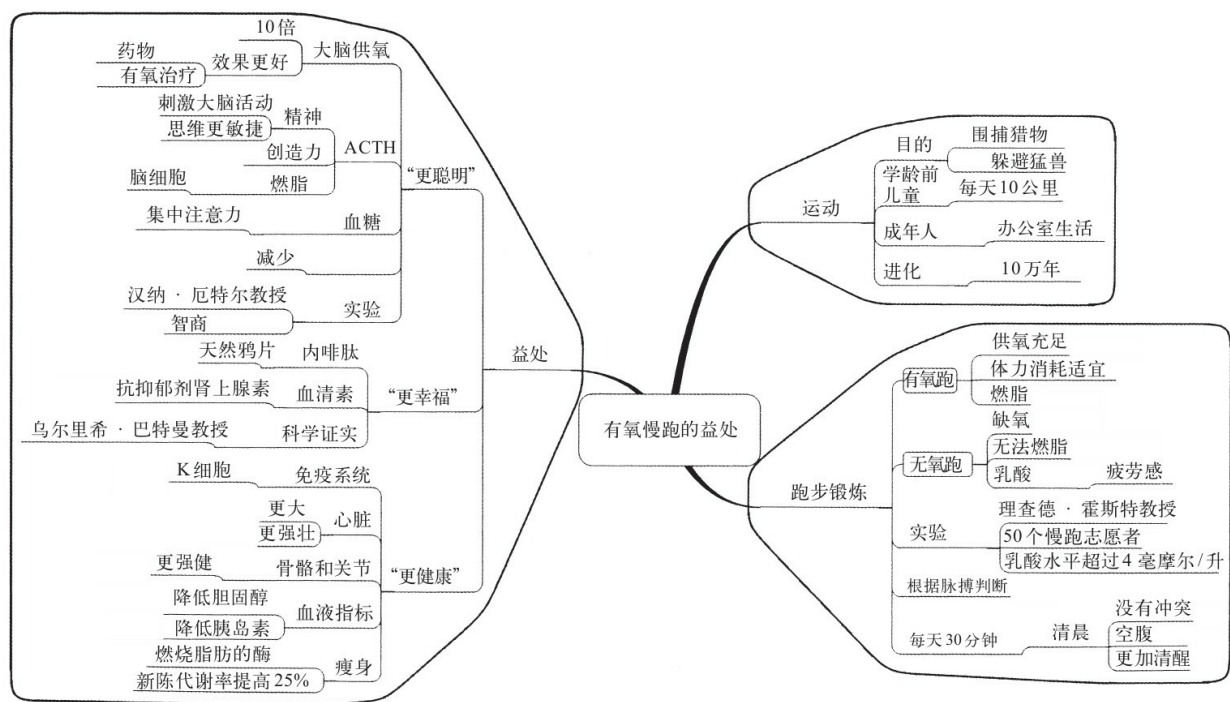 有氧慢跑的益处
运动
目的
围捕猎物
躲避猛兽
学龄前
儿童
每天10公里
成年人
办公室生活
进化
10万年
跑步锻炼
有氧跑
供氧充足
体力消耗适宜
燃脂
无氧跑
缺氧
无法燃脂
乳酸
疲劳感
实验
理查德·霍斯特教授
50个慢跑志愿者
乳酸水平超过4毫摩尔/升
根据脉搏判断
每天30分钟
清晨
没有冲突
空腹
更加清醒
益处
“更聪明”
大脑供氧
10倍
效果更好
药物
有氧治疗
ACTH
精神
刺激大脑活动
思维更敏捷
创造力
燃脂
脑细胞
血糖
集中注意力
减少
实验
汉纳·厄特尔教授
智商
“更幸福”
内啡肽
天然鸦片
血清素
抗抑郁剂肾上腺素
科学证实
乌尔里希·巴特曼教授
“更健康”
免疫系统
K细胞
心脏
更大
更强壮
骨骼和关节
更强健
血液指标
降低胆固醇
降低胰岛素
瘦身
燃烧脂肪的酶
新陈代谢率提高25%